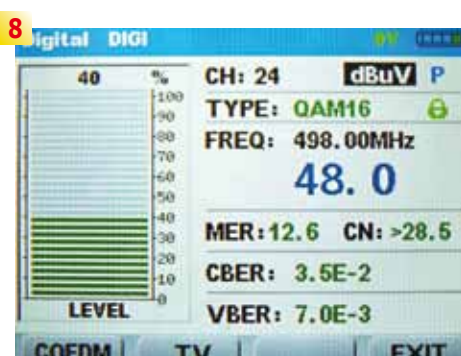 8
Digital DIGI 0V
40 % CH: 24 dBuV P
100
90
80
70
60
50
40
30
20
10
0
TYPE: QAM16
FREQ: 498.00MHz
48.0
MER:12.6 CN: >28.5
CBER: 3.5E-2
LEVEL VBER: 7.0E-3
COFDM TV EXIT